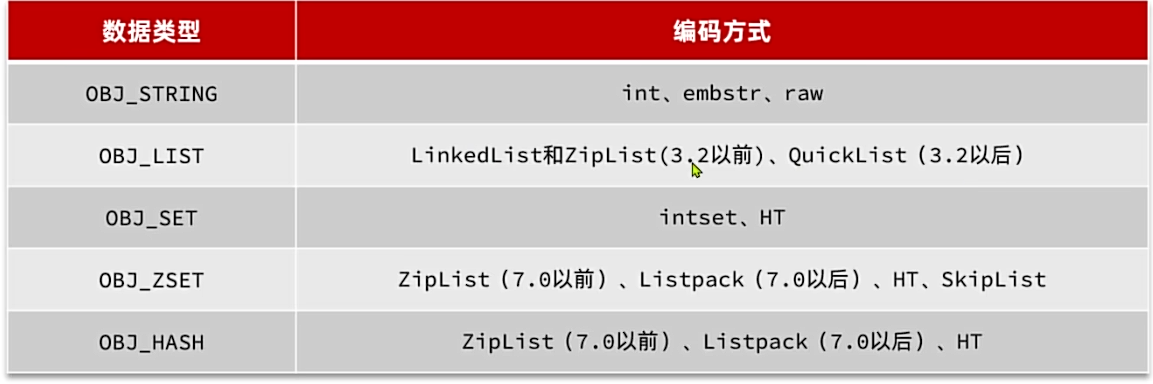 数据类型 编码方式
OBJ_STRING int、embstr、raw
OBJ_LIST LinkedList和ZipList(3.2以前)、QuickList（3.2以后）
OBJ_SET intset、HT
OBJ_ZSET ZipList（7.0以前）、Listpack（7.0以后）、HT、SkipList
OBJ_HASH ZipList（7.0以前）、Listpack（7.0以后）、HT